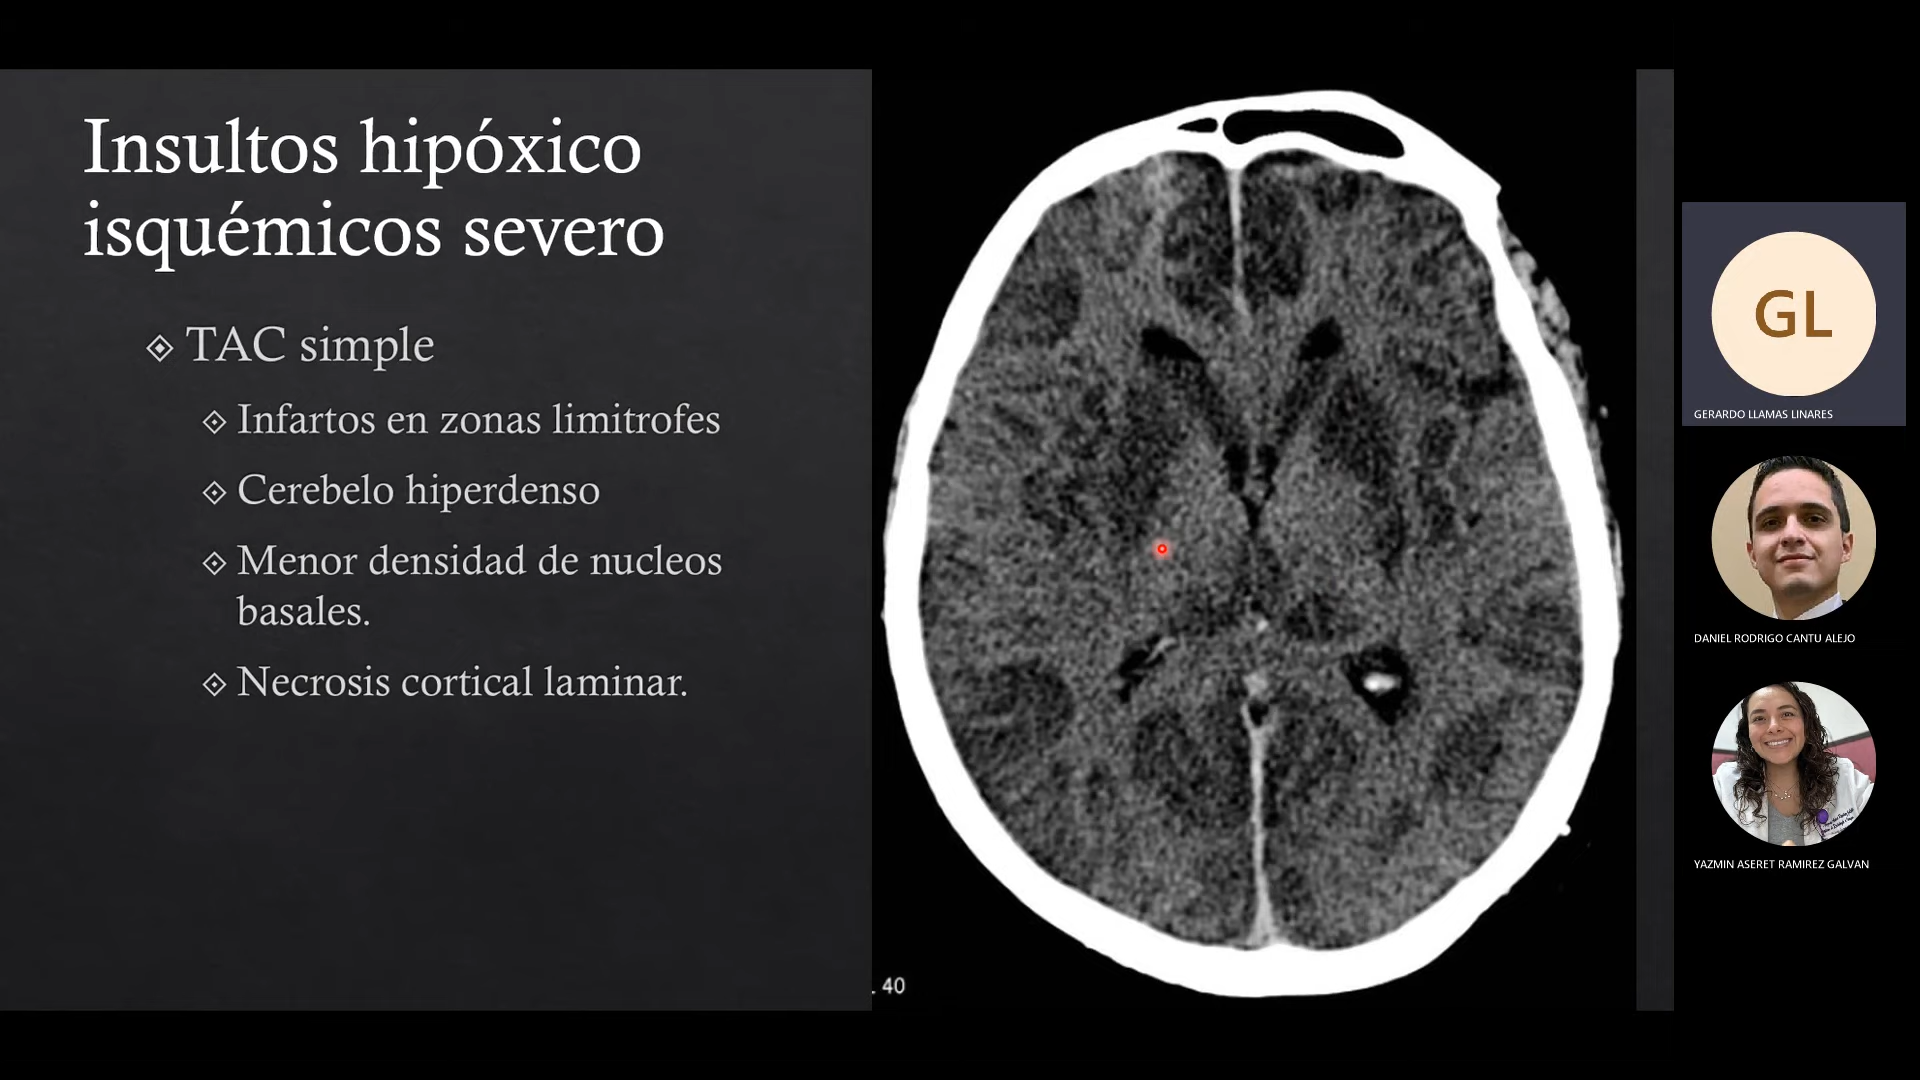 Insultos hipóxico
isquémicos severo
TAC simple
Infartos en zonas limitrofes
Cerebelo hiperdenso
Menor densidad de nucleos
basales.
Necrosis cortical laminar.
40
GL
GERARDO LLAMAS LINARES
DANIEL RODRIGO CANTU ALEJO
YAZMIN ASERET RAMIREZ GALVAN